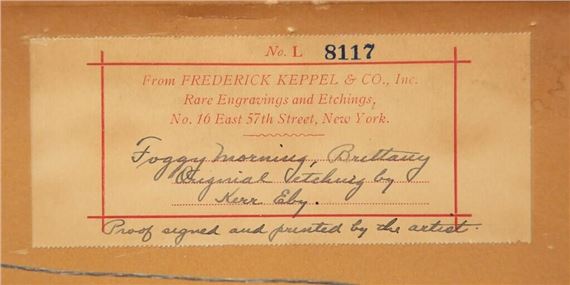 No. L 8117
From FREDERICK KEPPEL & CO., Inc.
Rare Engravings and Etchings,
No. 16 East 57th Street, New York.
Foggy Morning, Brittany
Original etching by
Kerr Eby.
Proof signed and printed by the artist.